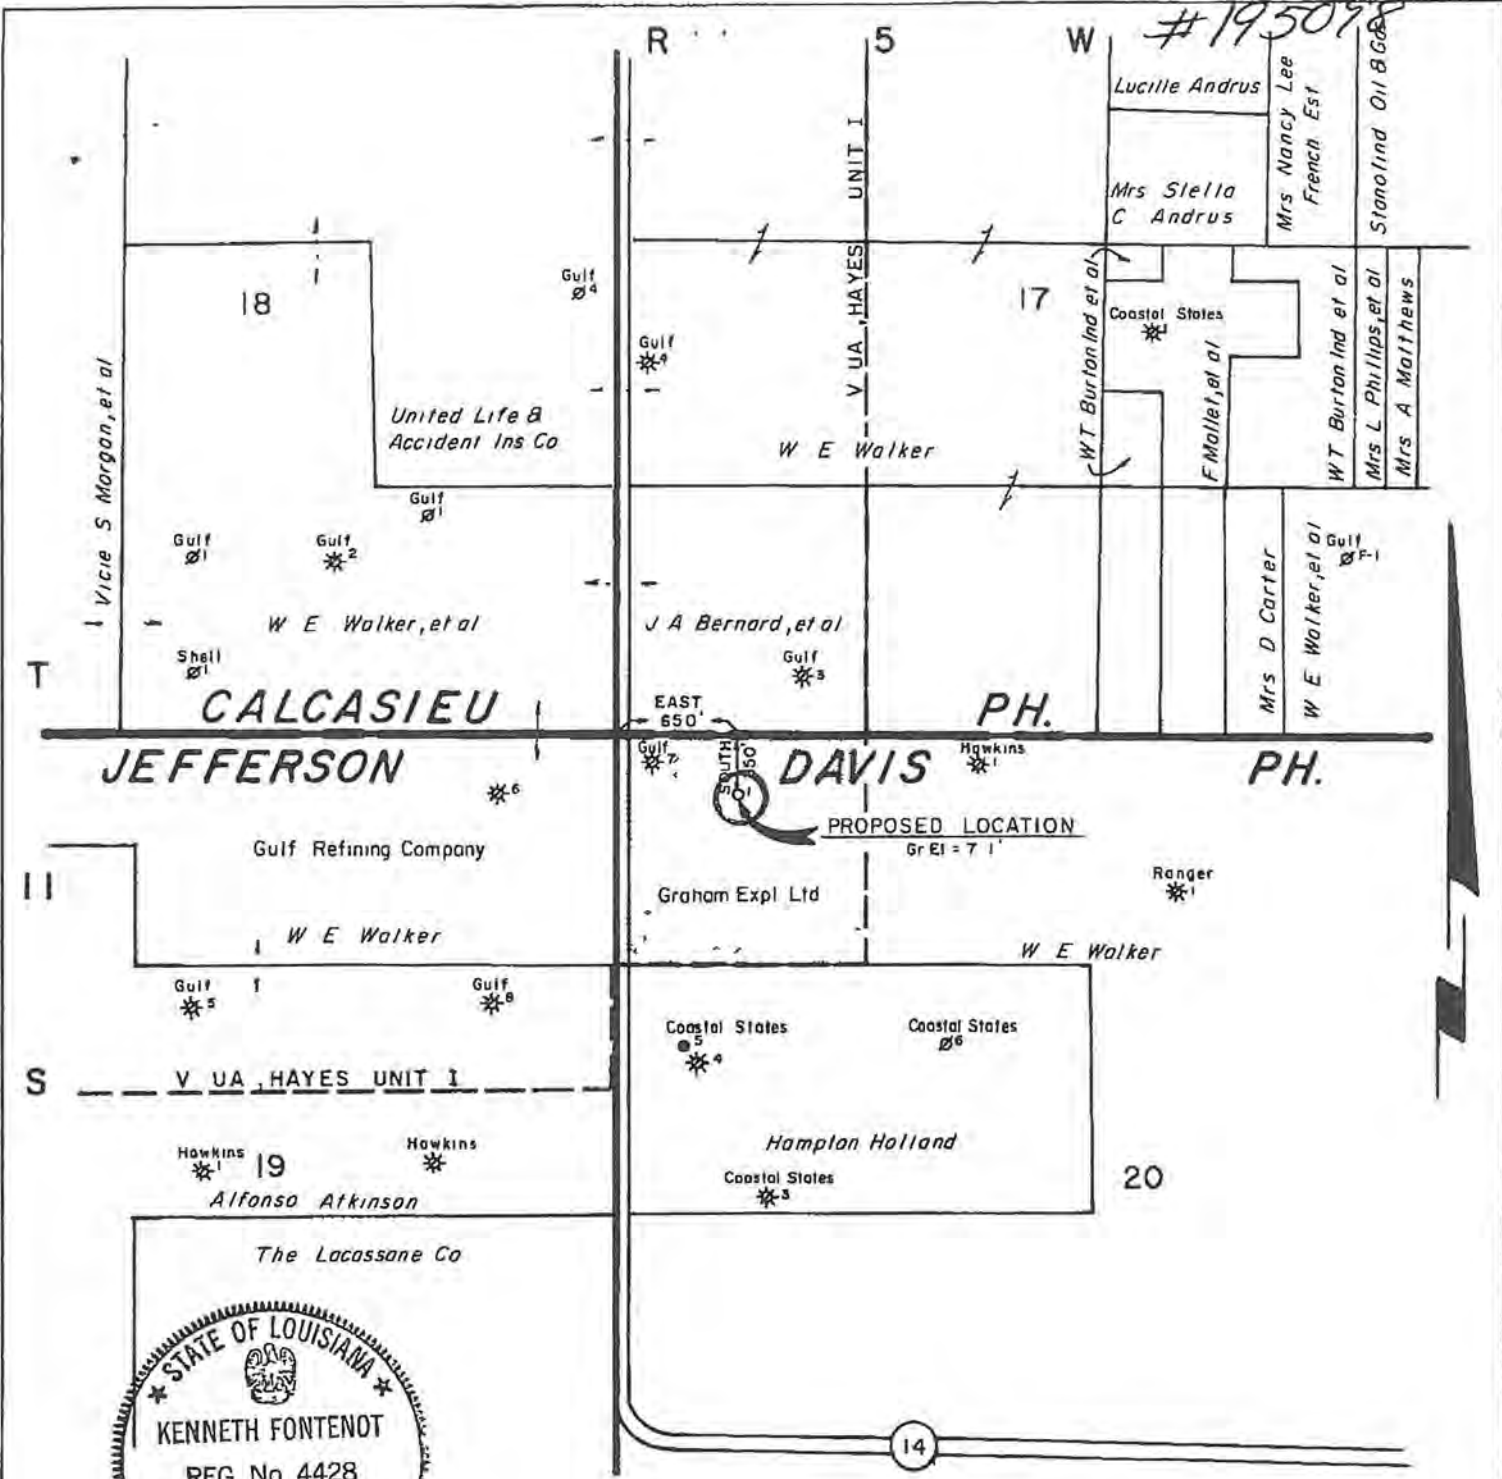 #195098
R 5 W
Lucille Andrus
Mrs Nancy Lee
French Est.
Stanolind Oil & Gas
Mrs Stella
C Andrus
V UA, HAYES UNIT I
18
Gulf
4
17
Gulf
4
W T Burton Ind et al
Coastal States
F Mallet, et al
W T Burton Ind et al
Mrs L Phillips, et al
Mrs A Matthews
Vicie S Morgan, et al
United Life &
Accident Ins Co
W E Walker
Gulf
1
Gulf
1
Gulf
2
Mrs D Carter
W E Walker, et al
Gulf
F-1
W E Walker, et al
J A Bernard, et al
Shell
1
Gulf
3
T
CALCASIEU PH.
EAST
650'
JEFFERSON DAVIS PH.
Gulf
7
SOUTH
350'
Hawkins
1
6
1
PROPOSED LOCATION
Gr El = 7 1'
Gulf Refining Company
11
Graham Expl Ltd
Ranger
1
W E Walker
W E Walker
Gulf
5
Gulf
8
Coastal States
5
4
Coastal States
6
S
V UA, HAYES UNIT I
Hawkins
1
19
Hawkins
Hampton Holland
Coastal States
3
20
Alfonso Atkinson
The Lacassane Co
STATE OF LOUISIANA
KENNETH FONTENOT
REG. No. 4428
14